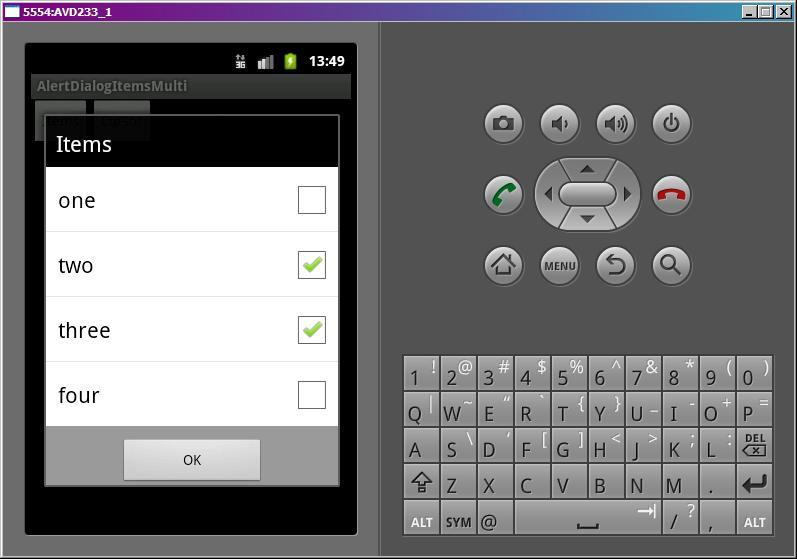 5554:AVD233_1
3G 13:49
AlertDialogItemsMulti
Items
one
two
three
four
OK
MENU
1 ! 2 @ 3 # 4 $ 5 % 6 ^ 7 & 8 * 9 ( 0 )
Q | W ~ E “ R ` T { Y } U _ I - O + P =
A S \ D ‘ F [ G ] H < J > K ; L : DEL
Z X C V B N M .
ALT SYM @ / ? , ALT